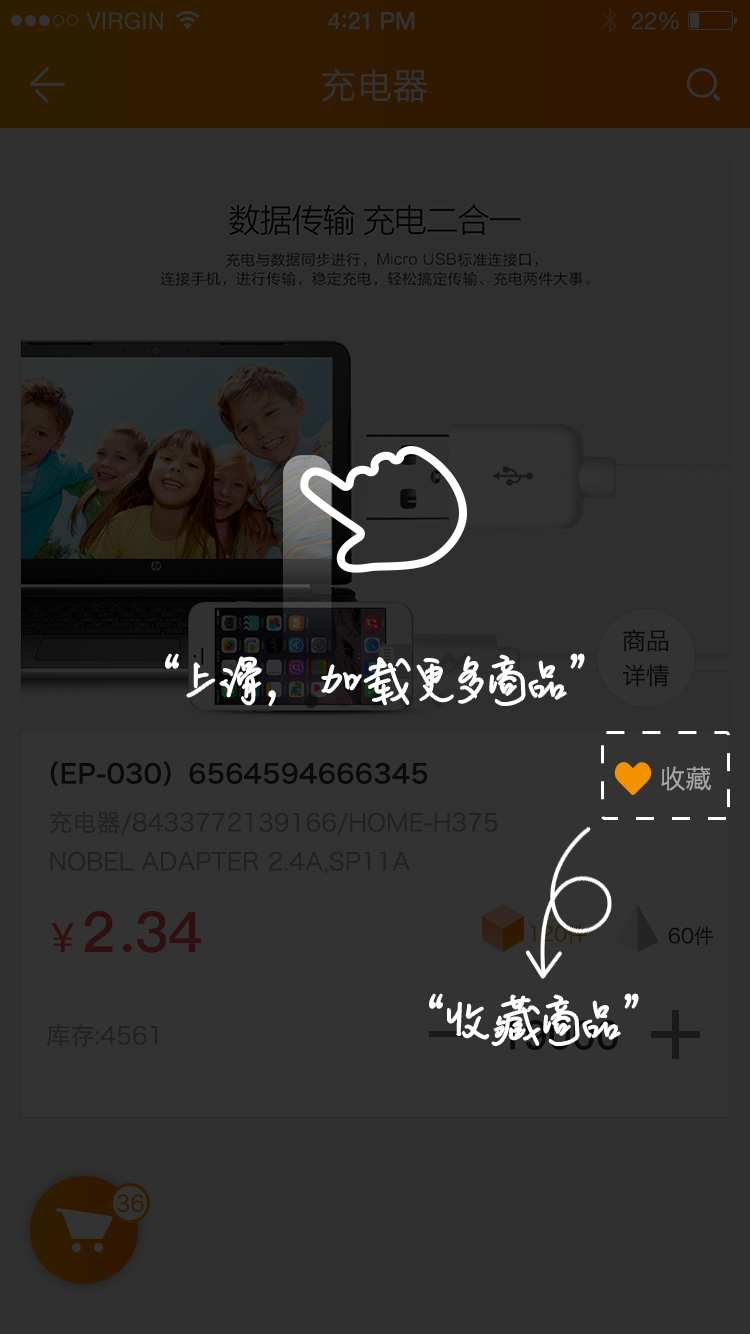 VIRGIN 4:21 PM 22%
充电器
数据传输 充电二合一
充电与数据同步进行，Micro USB标准连接口，
连接手机，进行传输，稳定充电，轻松搞定传输、充电两件大事。
商品
详情
“上滑，加载更多商品”
(EP-030) 6564594666345
收藏
充电器/8433772139166/HOME-H375
NOBEL ADAPTER 2.4A,SP11A
¥2.34
120件
60件
“收藏商品”
库存:4561
36